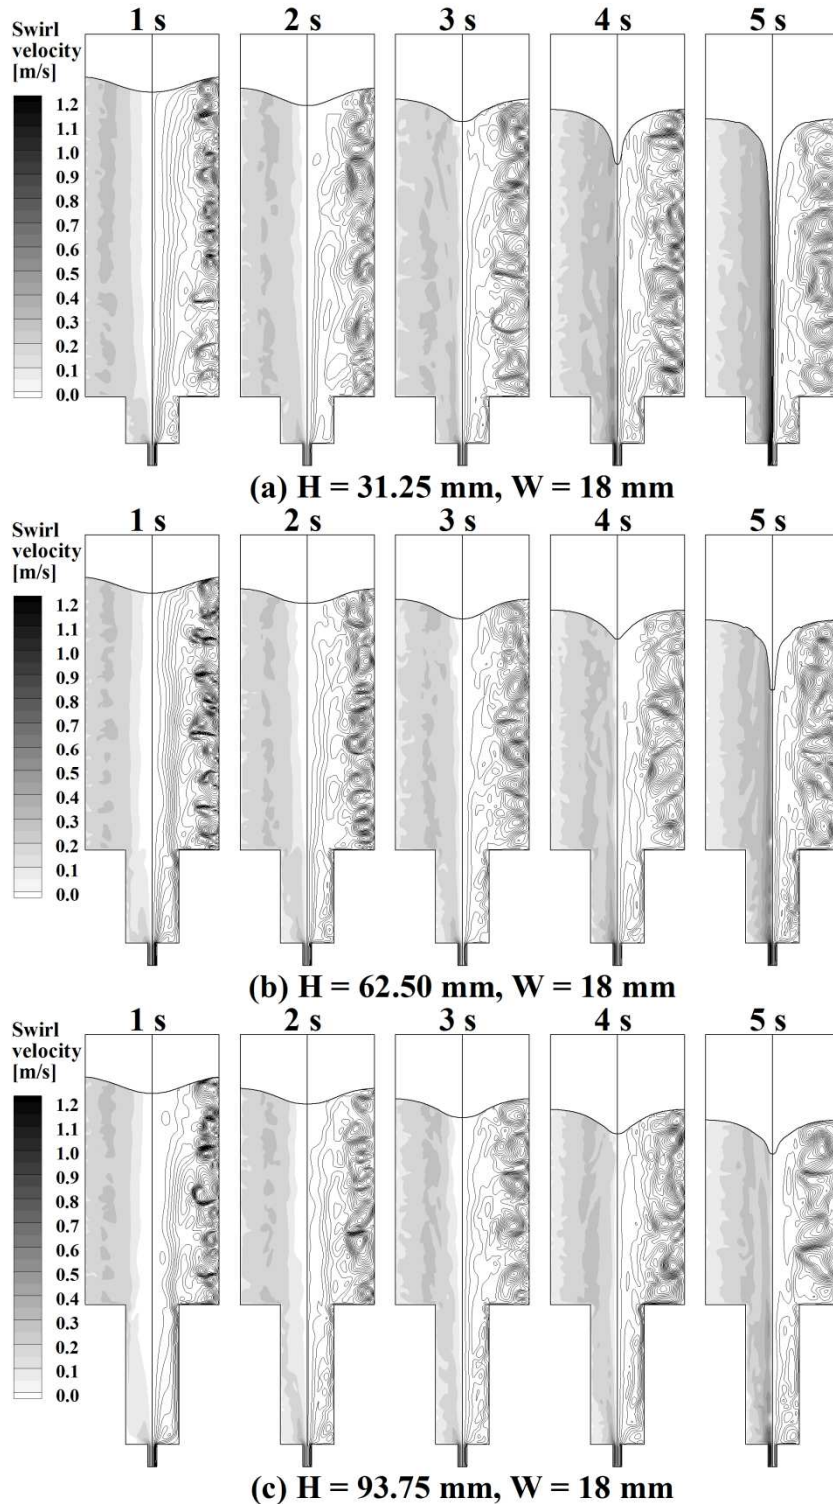 1 s 2 s 3 s 4 s 5 s
Swirl
velocity
[m/s]
1.2
1.1
1.0
0.9
0.8
0.7
0.6
0.5
0.4
0.3
0.2
0.1
0.0
(a) H = 31.25 mm, W = 18 mm
1 s 2 s 3 s 4 s 5 s
Swirl
velocity
[m/s]
1.2
1.1
1.0
0.9
0.8
0.7
0.6
0.5
0.4
0.3
0.2
0.1
0.0
(b) H = 62.50 mm, W = 18 mm
1 s 2 s 3 s 4 s 5 s
Swirl
velocity
[m/s]
1.2
1.1
1.0
0.9
0.8
0.7
0.6
0.5
0.4
0.3
0.2
0.1
0.0
(c) H = 93.75 mm, W = 18 mm